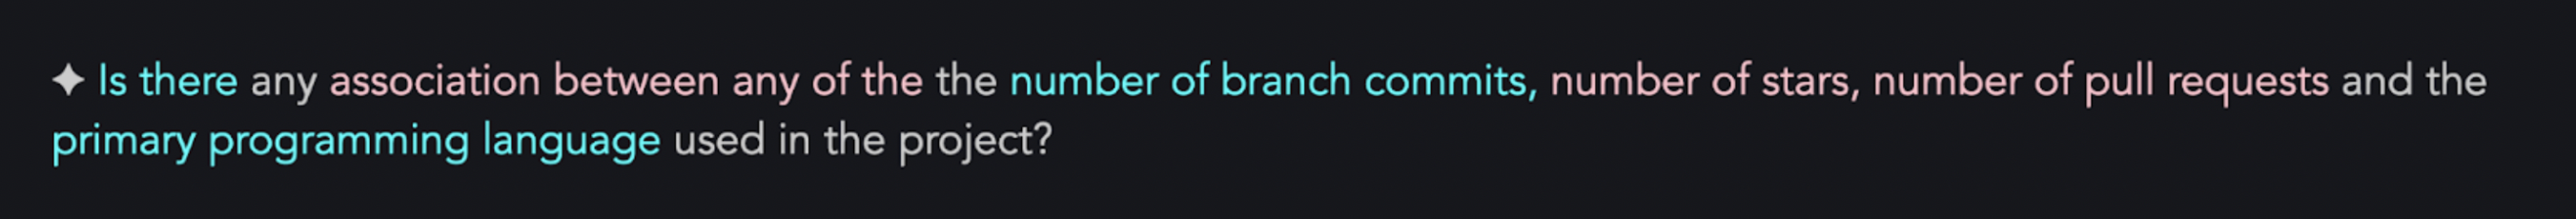 ✦ Is there any association between any of the the number of branch commits, number of stars, number of pull requests and the
primary programming language used in the project?